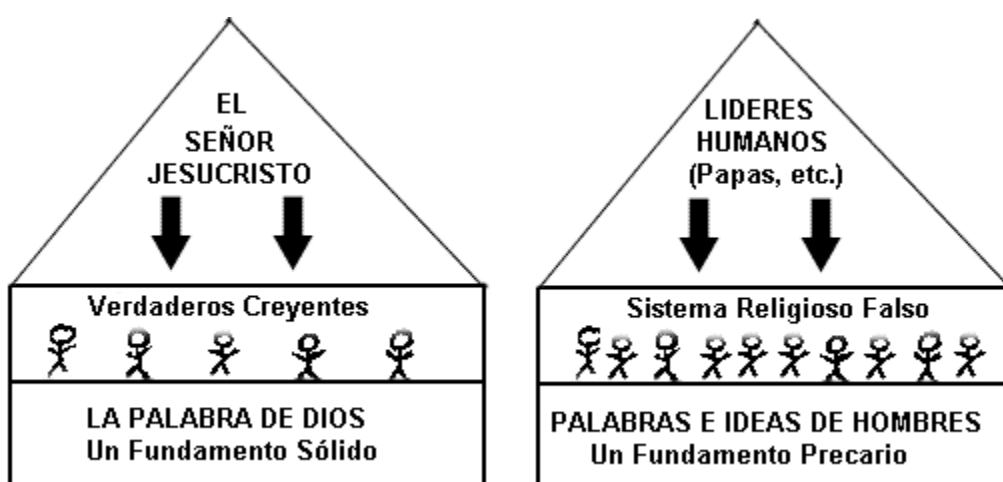 EL
SEÑOR
JESUCRISTO
Verdaderos Creyentes
LA PALABRA DE DIOS
Un Fundamento Sólido
LIDERES
HUMANOS
(Papas, etc.)
Sistema Religioso Falso
PALABRAS E IDEAS DE HOMBRES
Un Fundamento Precario